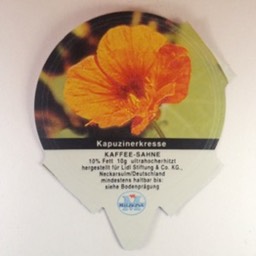 Kapuzinerkresse
KAFFEE-SAHNE
10% Fett 10g ultrahocherhitzt
hergestellt für Lidl Stiftung & Co. KG,
Neckarsulm/Deutschland
mindestens haltbar bis:
siehe Bodenprägung